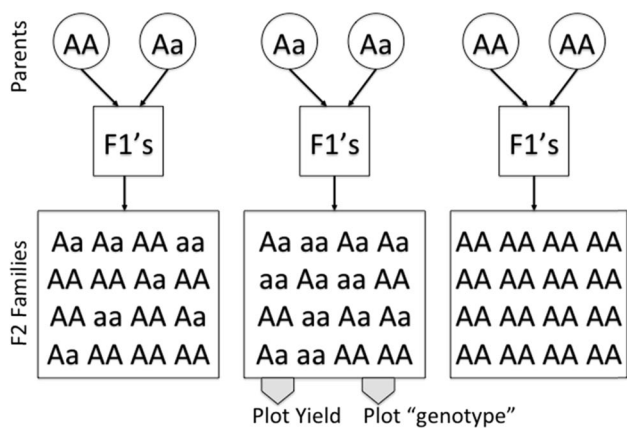 Parents
AA Aa Aa Aa AA AA
F1's F1's F1's
F2 Families
Aa Aa AA aa
AA AA Aa AA
AA aa AA Aa
Aa AA AA AA
Aa aa Aa Aa
aa Aa aa AA
AA aa Aa Aa
Aa aa AA AA
AA AA AA AA
AA AA AA AA
AA AA AA AA
AA AA AA AA
Plot Yield Plot “genotype”